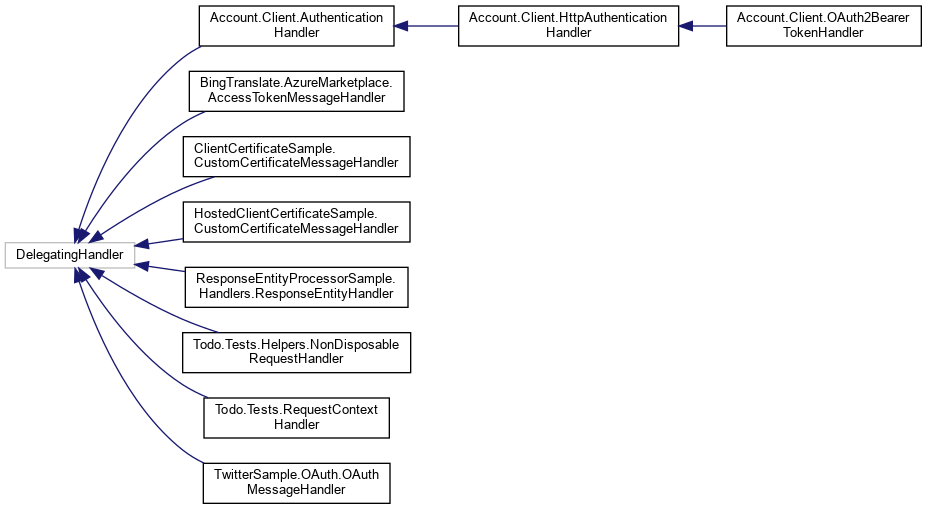 Account.Client.Authentication
Handler
Account.Client.HttpAuthentication
Handler
Account.Client.OAuth2Bearer
TokenHandler
BingTranslate.AzureMarketplace.
AccessTokenMessageHandler
ClientCertificateSample.
CustomCertificateMessageHandler
HostedClientCertificateSample.
CustomCertificateMessageHandler
DelegatingHandler
ResponseEntityProcessorSample.
Handlers.ResponseEntityHandler
Todo.Tests.Helpers.NonDisposable
RequestHandler
Todo.Tests.RequestContext
Handler
TwitterSample.OAuth.OAuth
MessageHandler